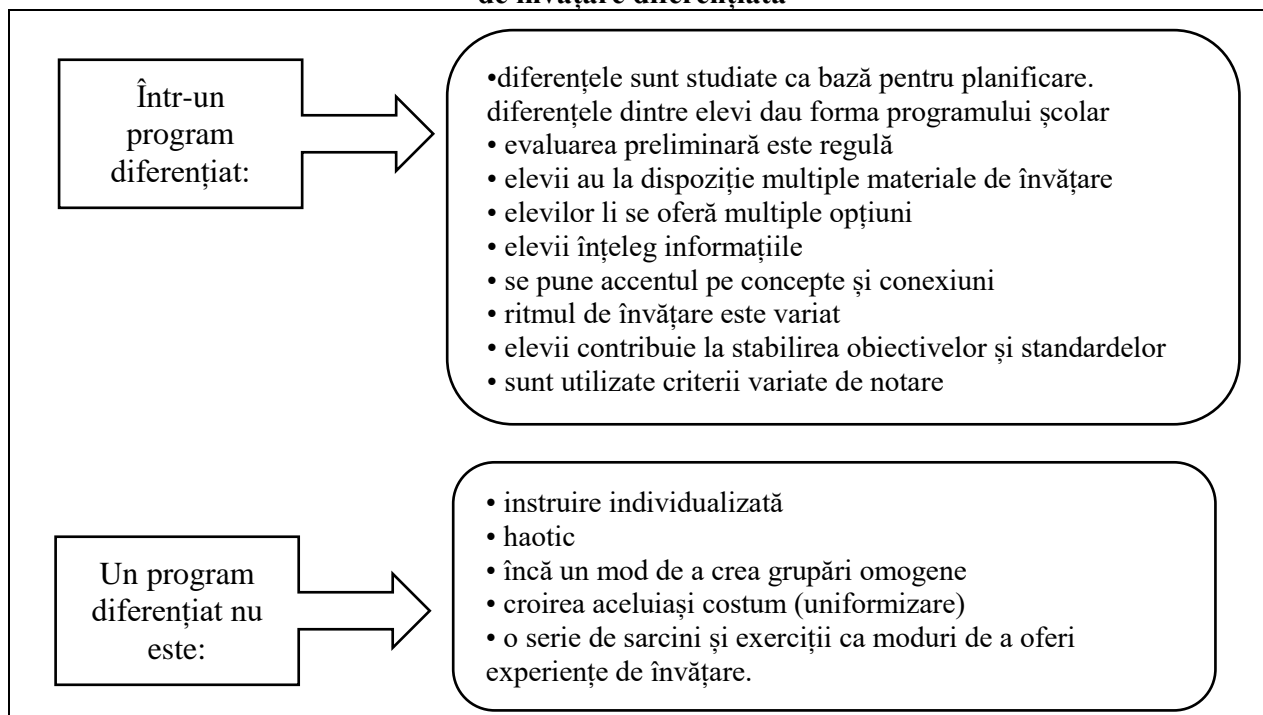 de învățare diferențiată
Într-un
program
diferențiat:
•diferențele sunt studiate ca bază pentru planificare.
diferențele dintre elevi dau forma programului școlar
• evaluarea preliminară este regulă
• elevii au la dispoziție multiple materiale de învățare
• elevilor li se oferă multiple opțiuni
• elevii înțeleg informațiile
• se pune accentul pe concepte și conexiuni
• ritmul de învățare este variat
• elevii contribuie la stabilirea obiectivelor și standardelor
• sunt utilizate criterii variate de notare
Un program
diferențiat nu
este:
• instruire individualizată
• haotic
• încă un mod de a crea grupări omogene
• croirea aceluiași costum (uniformizare)
• o serie de sarcini și exerciții ca moduri de a oferi
experiențe de învățare.